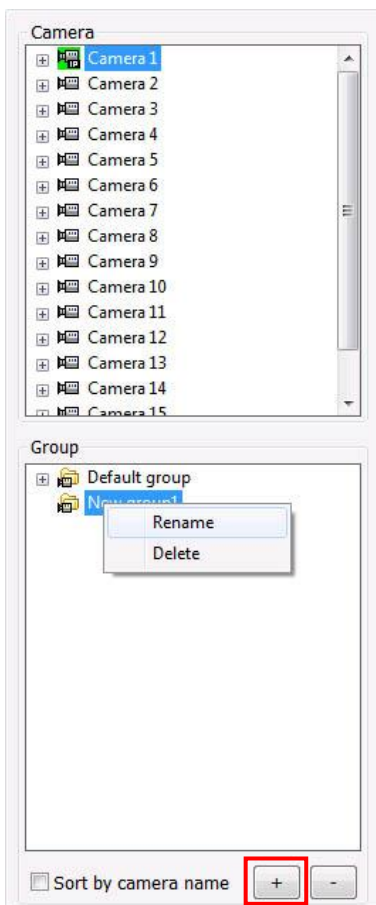 Camera
Camera 1
Camera 2
Camera 3
Camera 4
Camera 5
Camera 6
Camera 7
Camera 8
Camera 9
Camera 10
Camera 11
Camera 12
Camera 13
Camera 14
Camera 15
Group
Default group
New group1
Rename
Delete
Sort by camera name + -